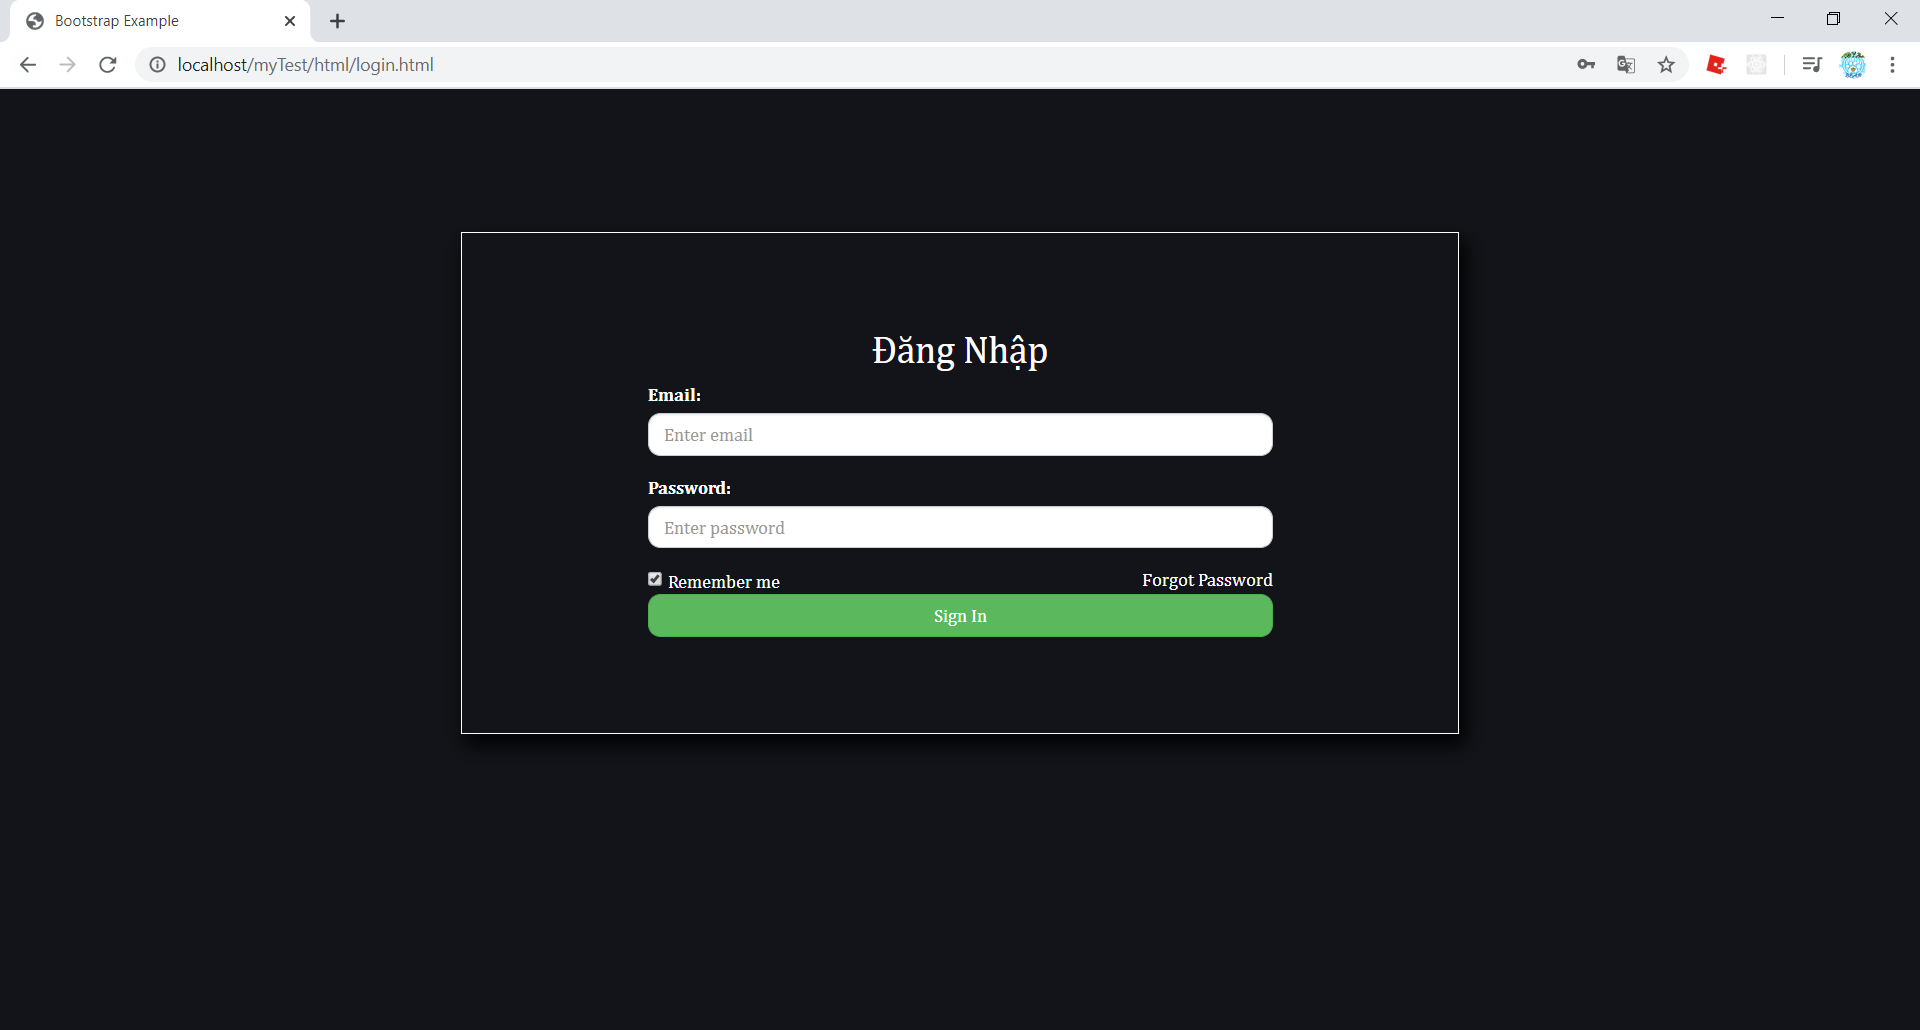 Bootstrap Example
localhost/myTest/html/login.html
Đăng Nhập
Email:
Enter email
Password:
Enter password
Remember me Forgot Password
Sign In